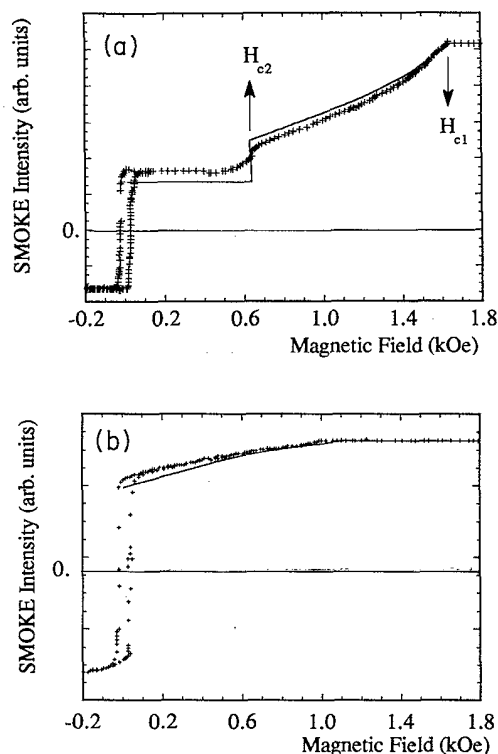 (a)
H_c2
H_c1
SMOKE Intensity (arb. units)
0.
-0.2 0.2 0.6 1.0 1.4 1.8
Magnetic Field (kOe)
(b)
SMOKE Intensity (arb. units)
0.
-0.2 0.2 0.6 1.0 1.4 1.8
Magnetic Field (kOe)